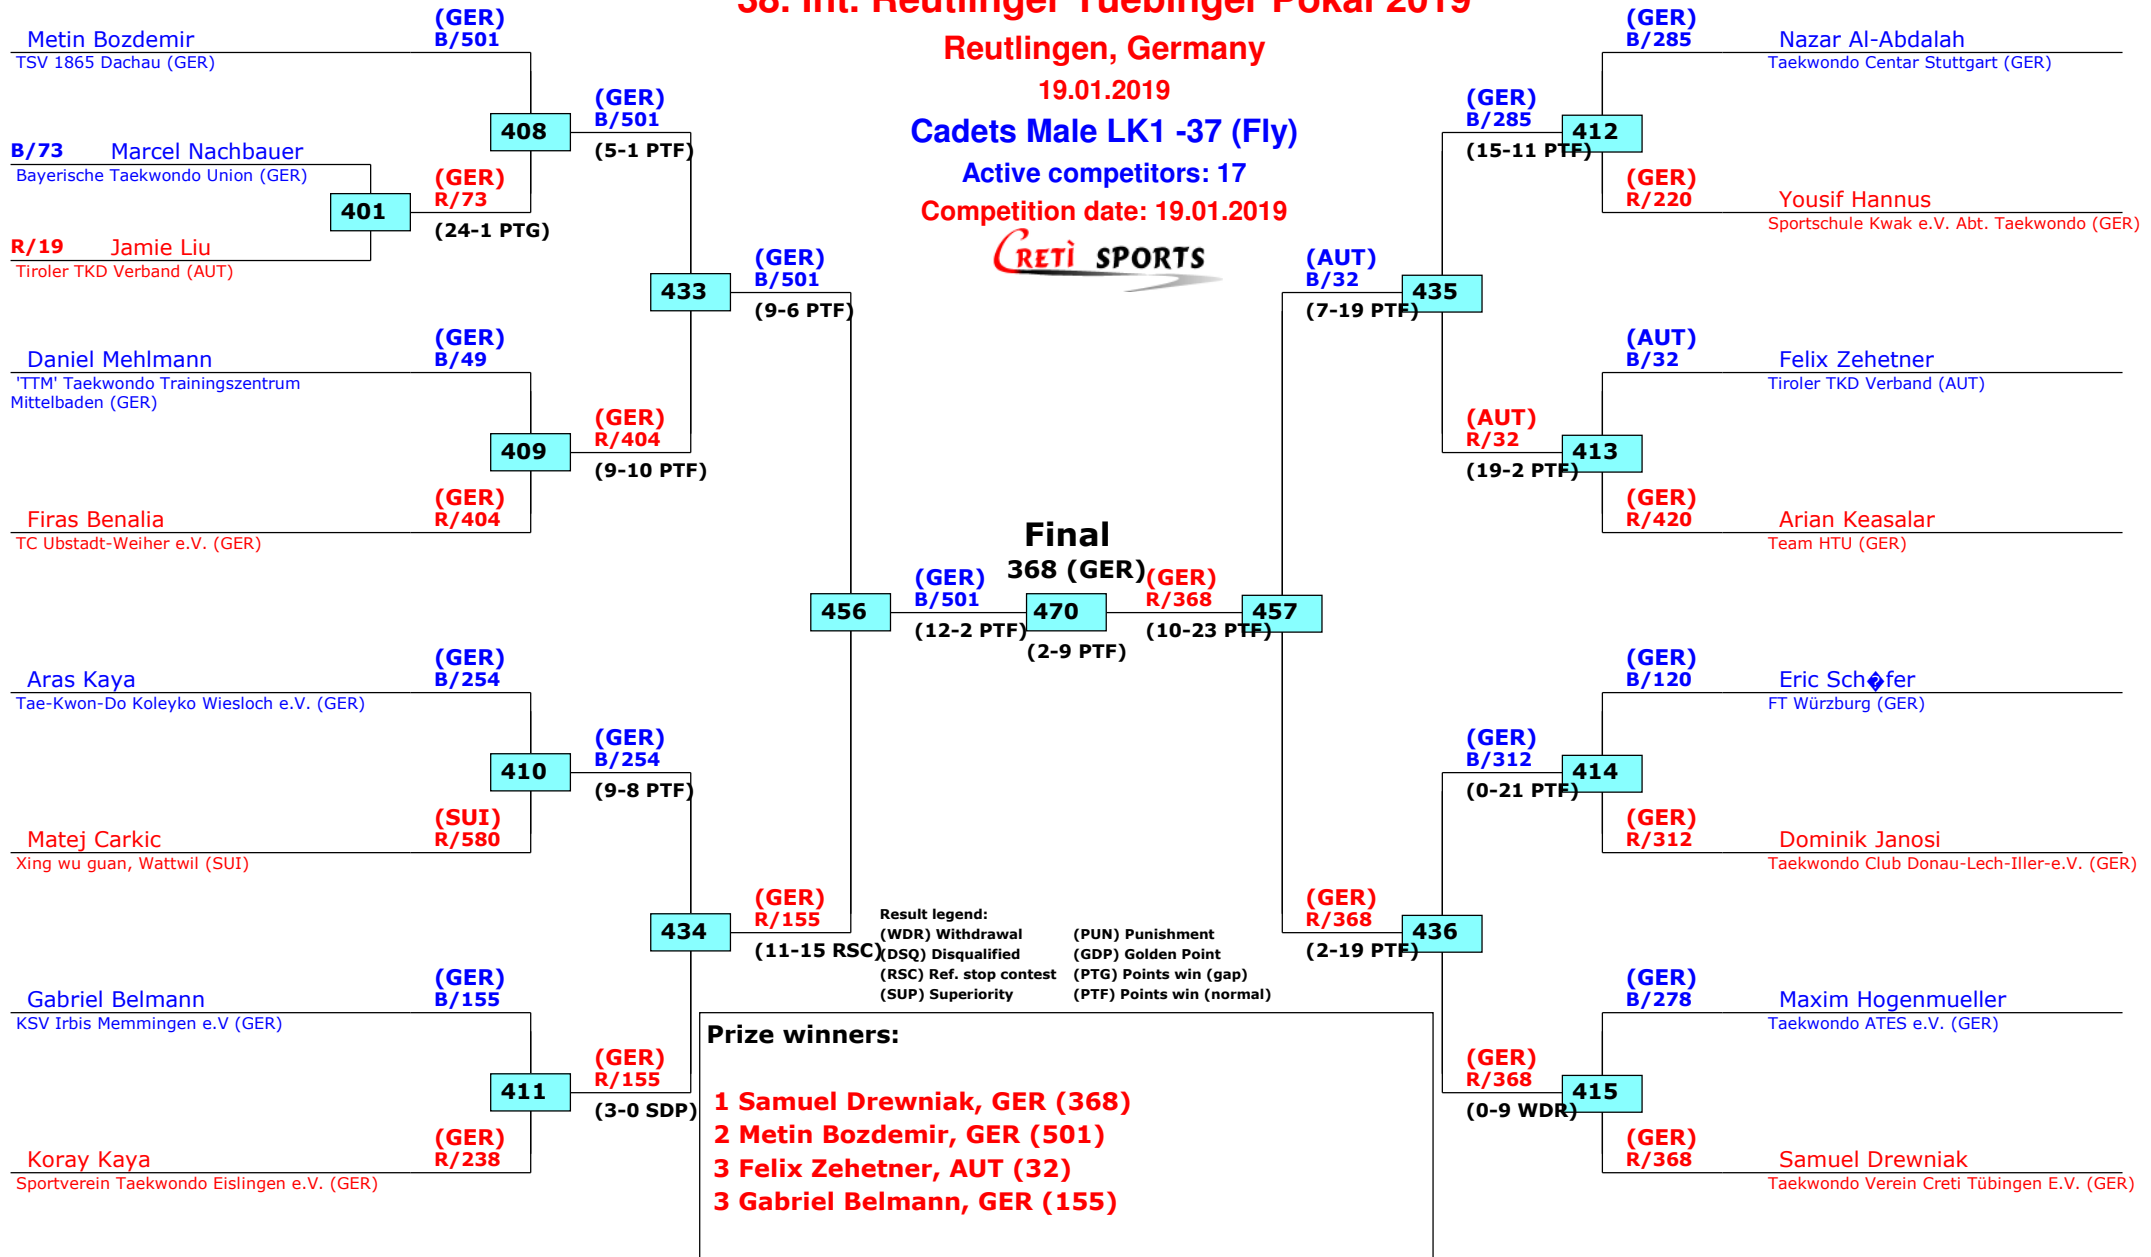 38. Int. Reutlinger Tuebinger Pokal 2019
Reutlingen, Germany
19.01.2019
Cadets Male LK1 -37 (Fly)
Active competitors: 17
Competition date: 19.01.2019
CRETÌ SPORTS
Metin Bozdemir
(GER)
B/501
TSV 1865 Dachau (GER)
408
(GER)
B/501
(5-1 PTF)
B/73 Marcel Nachbauer
Bayerische Taekwondo Union (GER)
401
(GER)
R/73
(24-1 PTG)
R/19 Jamie Liu
Tiroler TKD Verband (AUT)
433
(GER)
B/501
(9-6 PTF)
Daniel Mehlmann
(GER)
B/49
'TTM' Taekwondo Trainingszentrum
Mittelbaden (GER)
409
(GER)
R/404
(9-10 PTF)
Firas Benalia
(GER)
R/404
TC Ubstadt-Weiher e.V. (GER)
456
(GER)
B/501
(12-2 PTF)
Aras Kaya
(GER)
B/254
Tae-Kwon-Do Koleyko Wiesloch e.V. (GER)
410
(GER)
B/254
(9-8 PTF)
Matej Carkic
(SUI)
R/580
Xing wu guan, Wattwil (SUI)
434
(GER)
R/155
(11-15 RSC)
Gabriel Belmann
(GER)
B/155
KSV Irbis Memmingen e.V (GER)
411
(GER)
R/155
(3-0 SDP)
Koray Kaya
(GER)
R/238
Sportverein Taekwondo Eislingen e.V. (GER)
Final
368 (GER)
470
(2-9 PTF)
(GER)
R/368
(10-23 PTF)
457
(GER)
B/285
Nazar Al-Abdalah
Taekwondo Centar Stuttgart (GER)
(GER)
B/285
(15-11 PTF)
412
(GER)
R/220
Yousif Hannus
Sportschule Kwak e.V. Abt. Taekwondo (GER)
(AUT)
B/32
(7-19 PTF)
435
(AUT)
B/32
Felix Zehetner
Tiroler TKD Verband (AUT)
(AUT)
R/32
(19-2 PTF)
413
(GER)
R/420
Arian Keasalar
Team HTU (GER)
(GER)
B/120
Eric Sch�fer
FT Würzburg (GER)
(GER)
B/312
(0-21 PTF)
414
(GER)
R/312
Dominik Janosi
Taekwondo Club Donau-Lech-Iller-e.V. (GER)
(GER)
R/368
(2-19 PTF)
436
(GER)
B/278
Maxim Hogenmueller
Taekwondo ATES e.V. (GER)
(GER)
R/368
(0-9 WDR)
415
(GER)
R/368
Samuel Drewniak
Taekwondo Verein Creti Tübingen E.V. (GER)
Result legend:
(WDR) Withdrawal (PUN) Punishment
(DSQ) Disqualified (GDP) Golden Point
(RSC) Ref. stop contest (PTG) Points win (gap)
(SUP) Superiority (PTF) Points win (normal)
Prize winners:
1 Samuel Drewniak, GER (368)
2 Metin Bozdemir, GER (501)
3 Felix Zehetner, AUT (32)
3 Gabriel Belmann, GER (155)